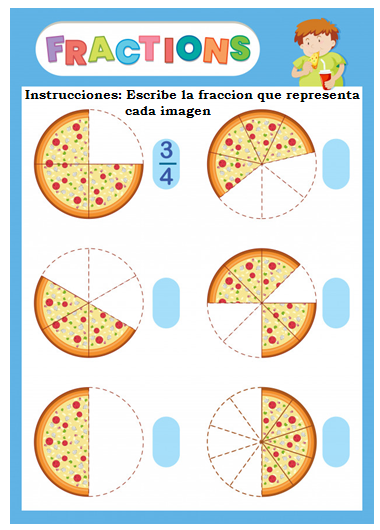 FRACTIONS
Instrucciones: Escribe la fraccion que representa
cada imagen
3
4